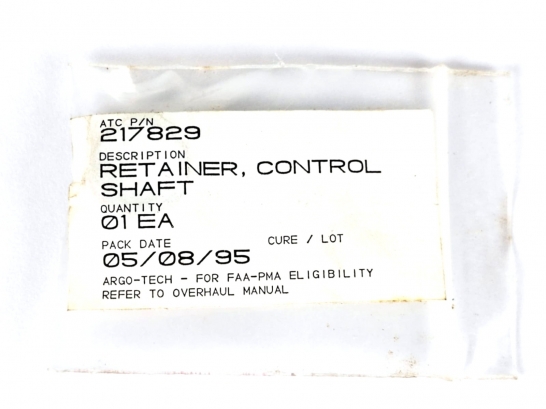 ATC P/N
217829
DESCRIPTION
RETAINER, CONTROL
SHAFT
QUANTITY
01 EA
PACK DATE CURE / LOT
05/08/95
ARGO-TECH - FOR FAA-PMA ELIGIBILITY
REFER TO OVERHAUL MANUAL